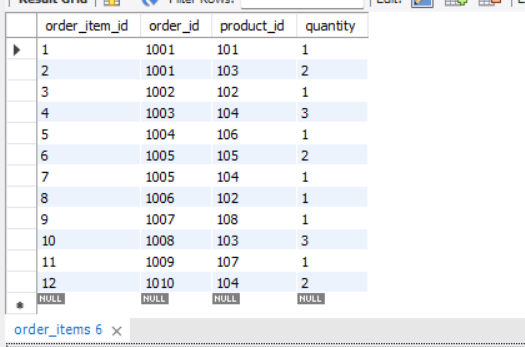 Result Grid Filter Rows: Edit:
order_item_id order_id product_id quantity
1 1001 101 1
2 1001 103 2
3 1002 102 1
4 1003 104 3
5 1004 106 1
6 1005 105 2
7 1005 104 1
8 1006 102 1
9 1007 108 1
10 1008 103 3
11 1009 107 1
12 1010 104 2
NULL NULL NULL NULL
order_items 6